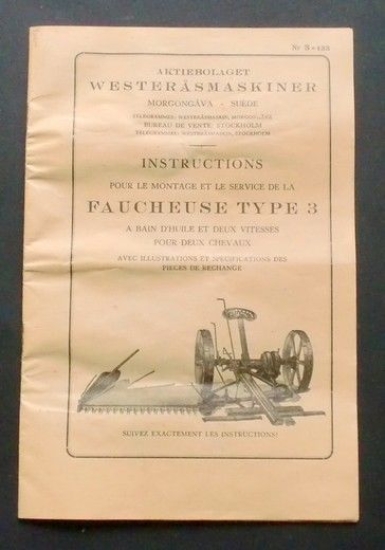 AKTIEBOLAGET
WESTERÅSMASKINER
MORGONGÅVA - SUÈDE
BUREAU DE VENTE, STOCKHOLM
INSTRUCTIONS
POUR LE MONTAGE ET LE SERVICE DE LA
FAUCHEUSE TYPE 3
A BAIN D'HUILE ET DEUX VITESSES
POUR DEUX CHEVAUX
AVEC ILLUSTRATIONS ET SPECIFICATIONS DES
PIECES DE RECHANGE
SUIVEZ EXACTEMENT LES INSTRUCTIONS!